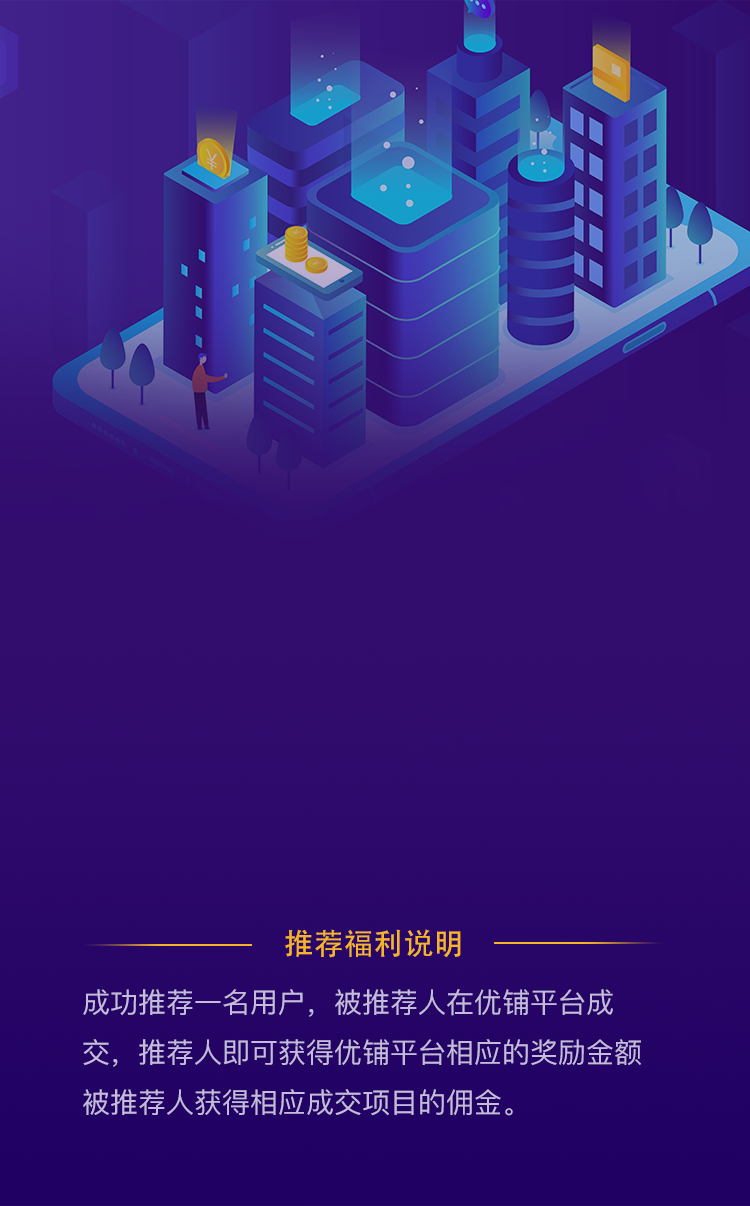 ¥
推荐福利说明
成功推荐一名用户，被推荐人在优铺平台成
交，推荐人即可获得优铺平台相应的奖励金额
被推荐人获得相应成交项目的佣金。